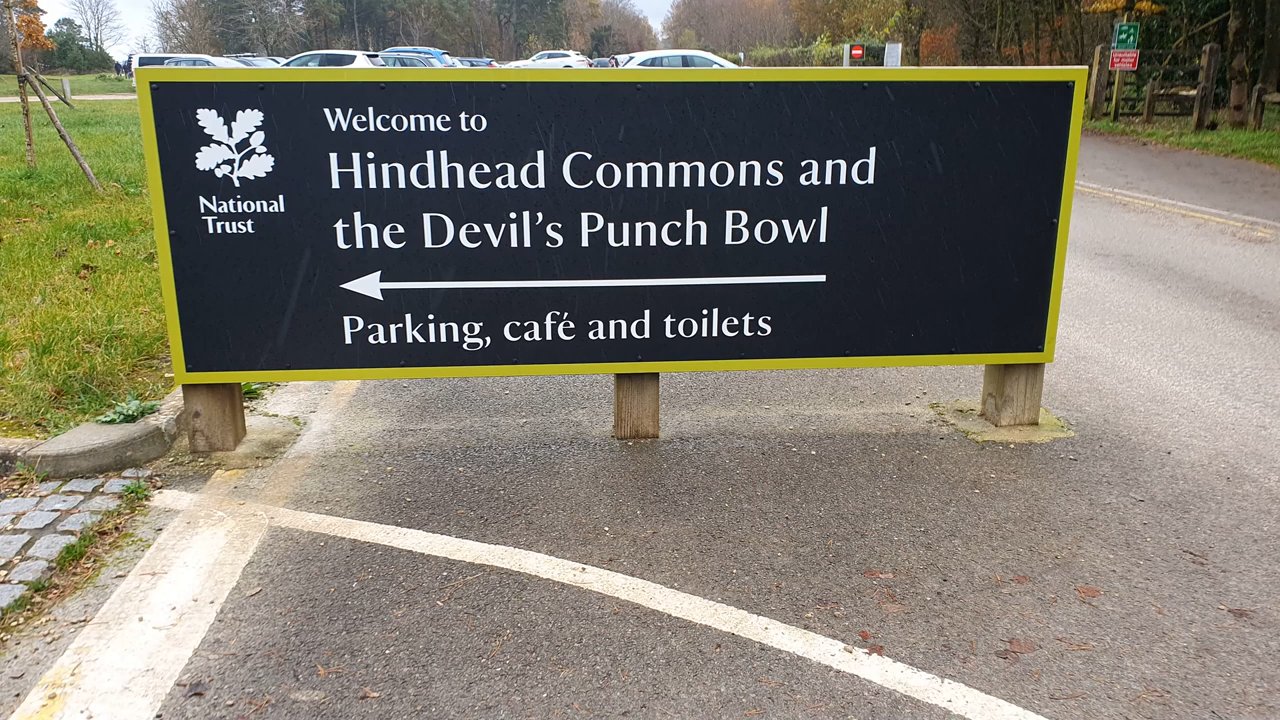 National
Trust
Welcome to
Hindhead Commons and
the Devil's Punch Bowl
Parking, café and toilets